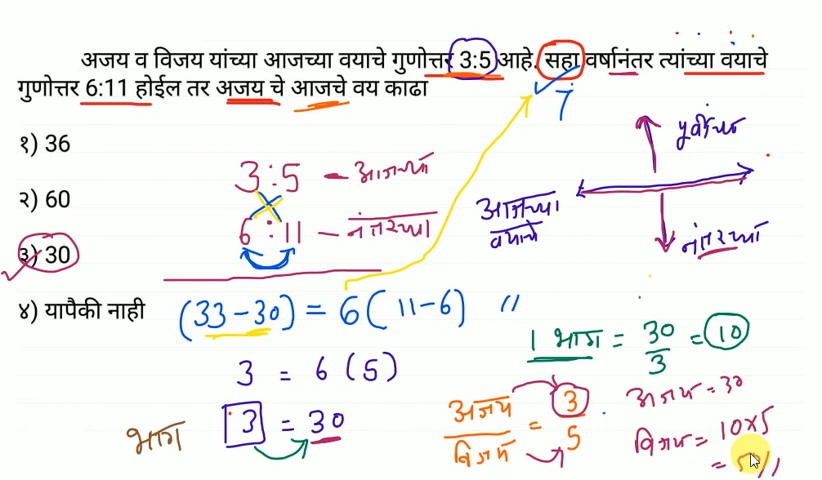 अजय व विजय यांच्या आजच्या वयाचे गुणोत्तर 3:5 आहे. सहा वर्षानंतर त्यांच्या वयाचे
गुणोत्तर 6:11 होईल तर अजय चे आजचे वय काढा
7
१) 36
पूर्वीच्या
3:5 - आजच्या
२) 60
आजच्या
वयाचे
6:11 - नंतरच्या
नंतरच्या
३) 30
४) यापैकी नाही
(33-30) = 6(11-6) //
1 भाग = 30/3 = 10
3 = 6(5)
अजय/विजय = 3/5
अजय = 30
भाग 3 = 30
विजय = 10x5
=